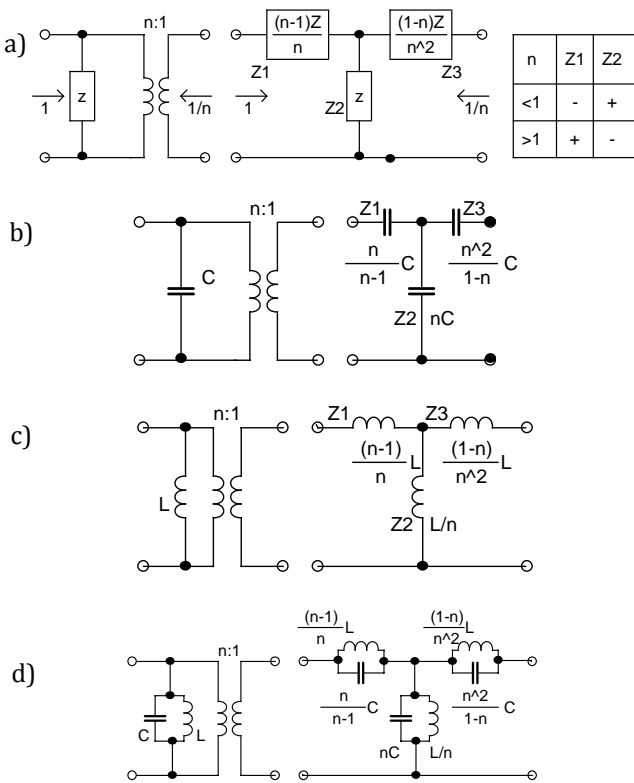 a)
n:1
z
1
1/n
(n-1)Z
n
(1-n)Z
n^2
Z1
Z3
1
Z2
z
1/n
n Z1 Z2
<1 - +
>1 + -
b)
n:1
C
Z1
Z3
n
n-1
C
n^2
1-n
C
Z2
nC
c)
n:1
L
Z1
Z3
(n-1)
n
L
(1-n)
n^2
L
Z2
L/n
d)
n:1
C
L
(n-1)
n
L
(1-n)
n^2
L
n
n-1
C
n^2
1-n
C
nC
L/n